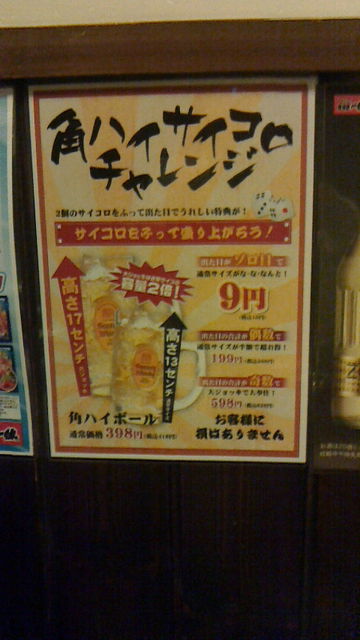 角ハイサイコロ
チャレンジ
2個のサイコロをふって出た目でうれしい特典が!
サイコロをふって盛り上がろう!
出た目が ゾロ目で
通常サイズがな・な・なんと!
9円
容量2倍!
高さ17センチ
高さ13センチ
出た目の合計が 偶数で
通常サイズが半額で超お得!
199円
出た目の合計が 奇数で
大ジョッキで大奉仕!
598円
角ハイボール
通常価格 398円
お客様に
損はありません